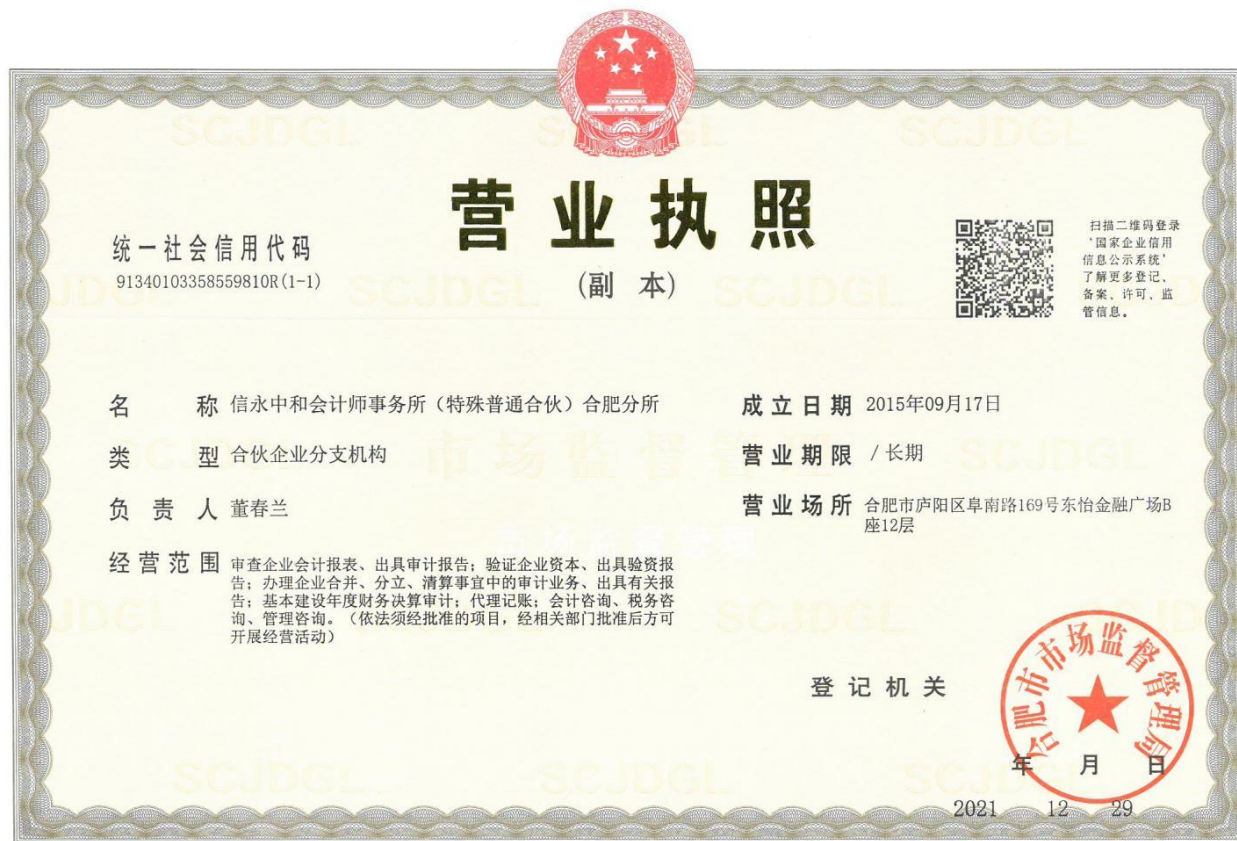 营业执照
(副 本)
统一社会信用代码
91340103358559810R(1-1)
扫描二维码登录
‘国家企业信用
信息公示系统’
了解更多登记、
备案、许可、监
管信息。
名 称 信永中和会计师事务所（特殊普通合伙）合肥分所
类 型 合伙企业分支机构
负 责 人 董春兰
经营范围 审查企业会计报表、出具审计报告；验证企业资本、出具验资报
告；办理企业合并、分立、清算事宜中的审计业务、出具有关报
告；基本建设年度财务决算审计；代理记账；会计咨询、税务咨
询、管理咨询。（依法须经批准的项目，经相关部门批准后方可
开展经营活动）
成立日期 2015年09月17日
营业期限 / 长期
营业场所 合肥市庐阳区阜南路169号东怡金融广场B
座12层
登记机关
合肥市市场监督管理局
年 月 日
2021 12 29
SCJDGL
市场监督管理